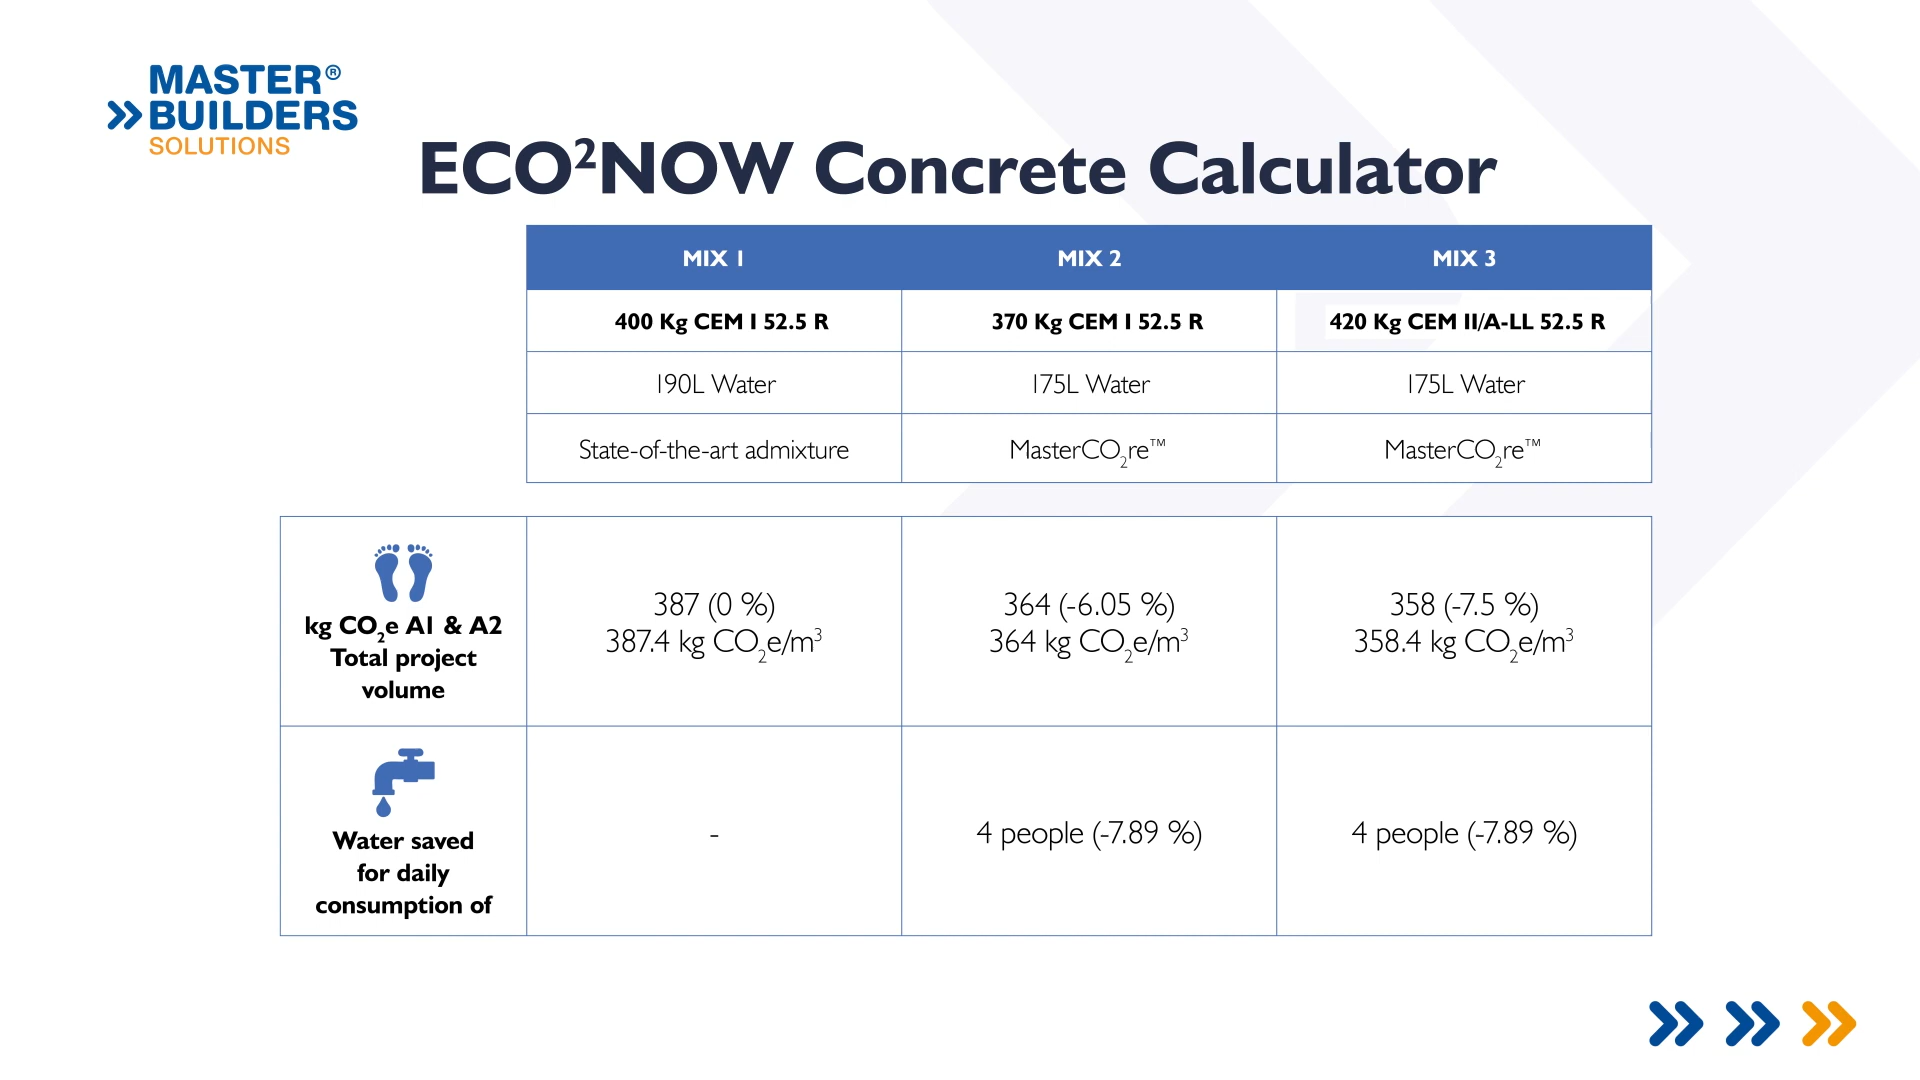 MASTER®
BUILDERS
SOLUTIONS
ECO²NOW Concrete Calculator
MIX 1 MIX 2 MIX 3
400 Kg CEM I 52.5 R 370 Kg CEM I 52.5 R 420 Kg CEM II/A-LL 52.5 R
190L Water 175L Water 175L Water
State-of-the-art admixture MasterCO₂re™ MasterCO₂re™
kg CO₂e A1 & A2
Total project
volume
387 (0 %)
387.4 kg CO₂e/m³
364 (-6.05 %)
364 kg CO₂e/m³
358 (-7.5 %)
358.4 kg CO₂e/m³
Water saved
for daily
consumption of
- 4 people (-7.89 %) 4 people (-7.89 %)